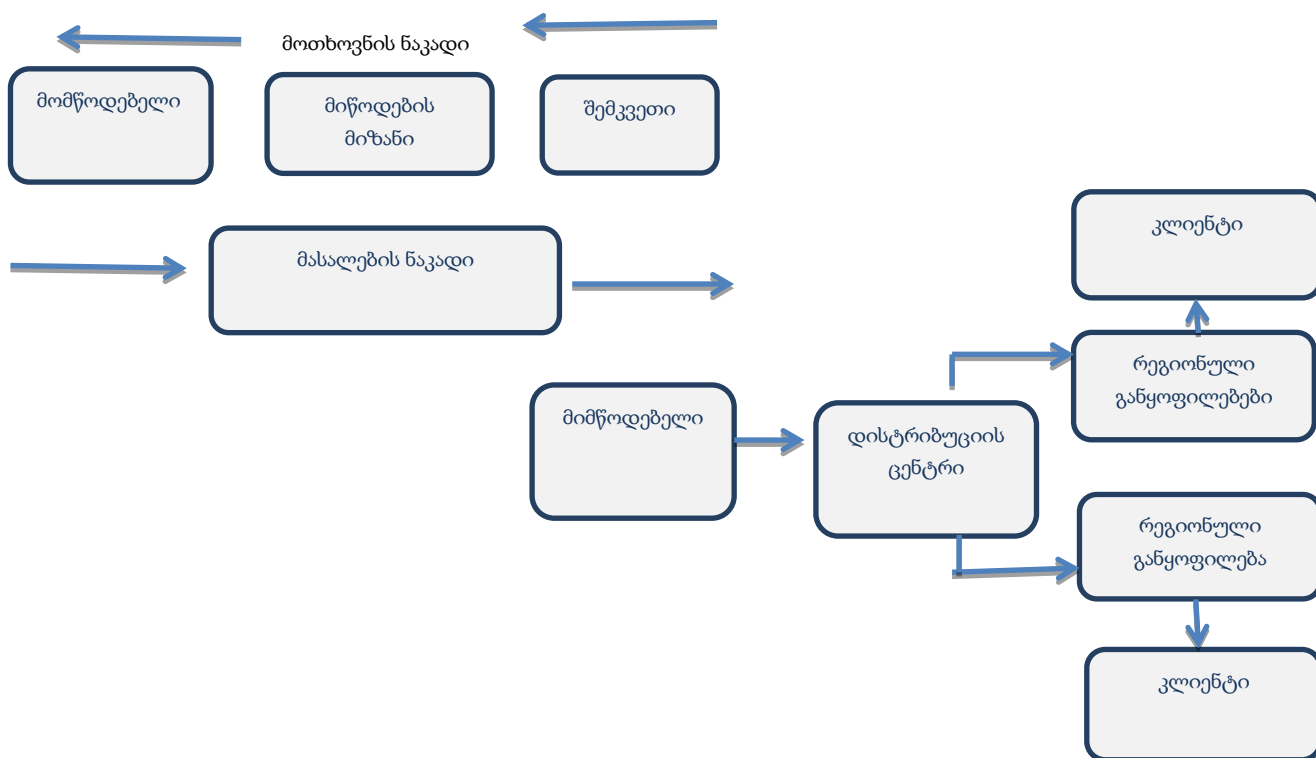 მოთხოვნის ნაკადი
მომწოდებელი
მიწოდების
მიზანი
შემკვეთი
მასალების ნაკადი
კლიენტი
რეგიონული
განყოფილებები
მიმწოდებელი
დისტრიბუციის
ცენტრი
რეგიონული
განყოფილება
კლიენტი